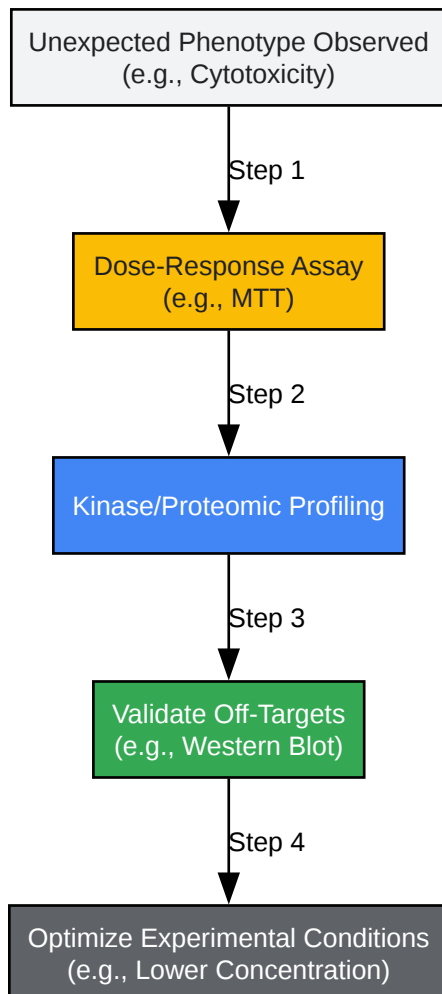 Unexpected Phenotype Observed
(e.g., Cytotoxicity)
Step 1
Dose-Response Assay
(e.g., MTT)
Step 2
Kinase/Proteomic Profiling
Step 3
Validate Off-Targets
(e.g., Western Blot)
Step 4
Optimize Experimental Conditions
(e.g., Lower Concentration)